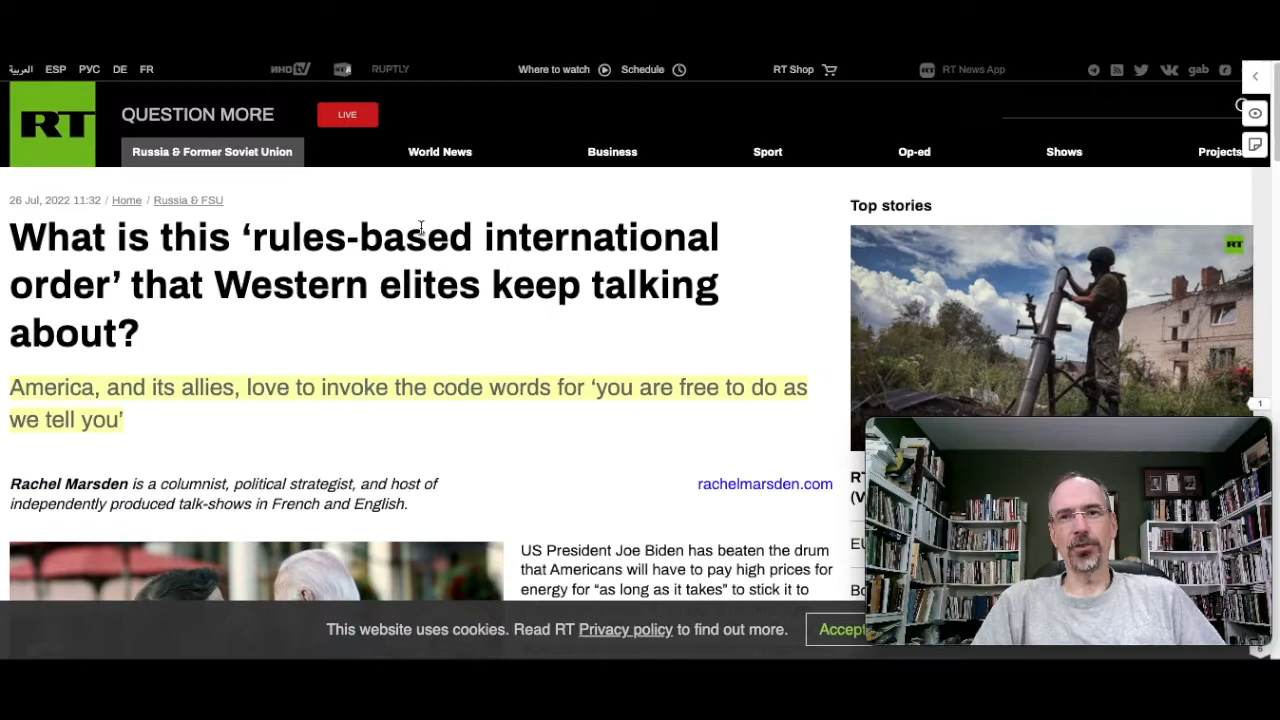 العربية ESP РУС DE FR ИНОTV RUPTLY Where to watch Schedule RT Shop RT News App gab
RT QUESTION MORE LIVE
Russia & Former Soviet Union World News Business Sport Op-ed Shows Projects
26 Jul, 2022 11:32 / Home / Russia & FSU
What is this ‘rules-based international
order’ that Western elites keep talking
about?
America, and its allies, love to invoke the code words for ‘you are free to do as
we tell you’
Rachel Marsden is a columnist, political strategist, and host of
independently produced talk-shows in French and English.
rachelmarsden.com
US President Joe Biden has beaten the drum
that Americans will have to pay high prices for
energy for “as long as it takes” to stick it to
Top stories
RT
1
RT
(V
EU
Bo
This website uses cookies. Read RT Privacy policy to find out more. Accept
6